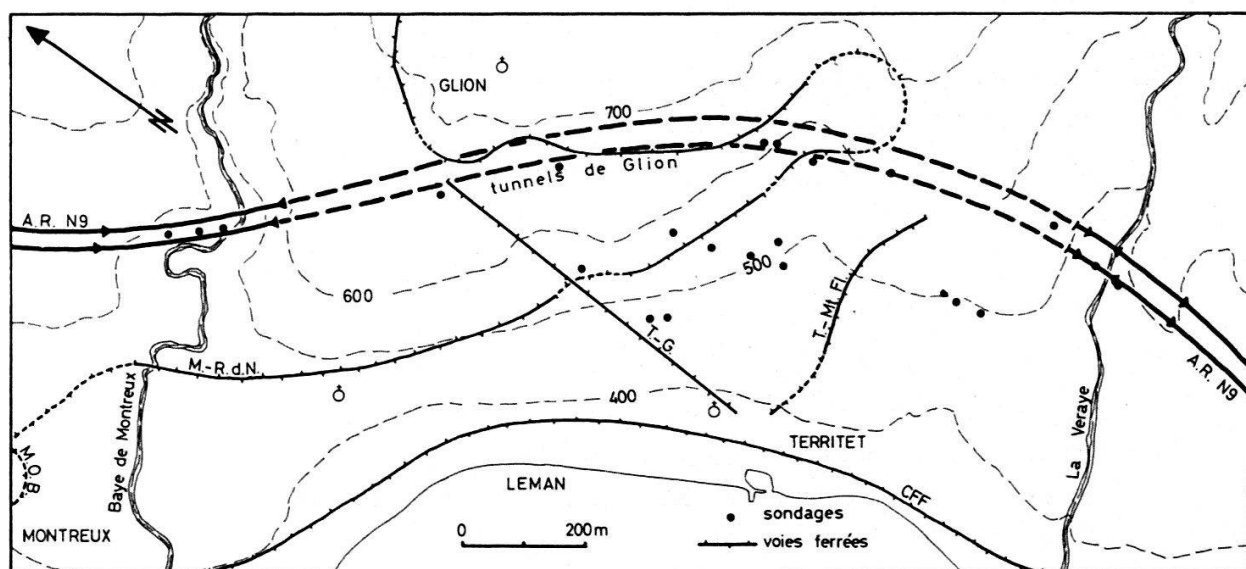 N
GLION
700
tunnels de Glion
A.R. N9
600
500
T.-Mt. Fl.
T.-G
M.-R.d.N.
400
A.R. N9
Baye de Montreux
TERRITET
La Veraye
M.O.B
LEMAN
CFF
MONTREUX
0 200m
sondages
voies ferrées